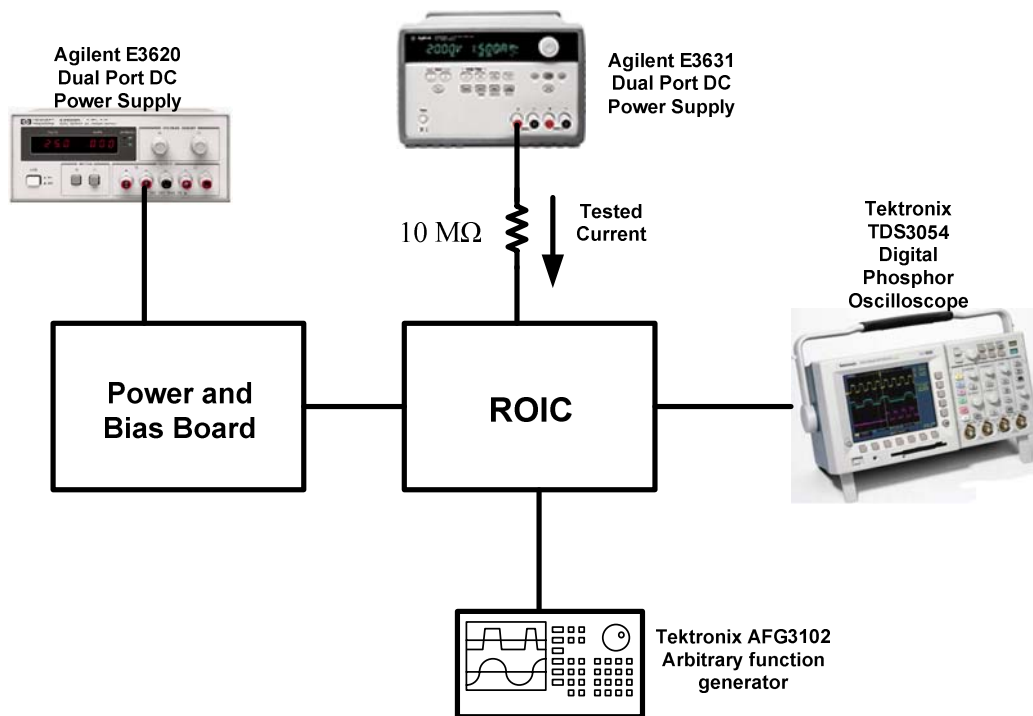 Agilent E3620
Dual Port DC
Power Supply
Agilent E3631
Dual Port DC
Power Supply
10 MΩ
Tested
Current
Tektronix
TDS3054
Digital
Phosphor
Oscilloscope
Power and
Bias Board
ROIC
Tektronix AFG3102
Arbitrary function
generator